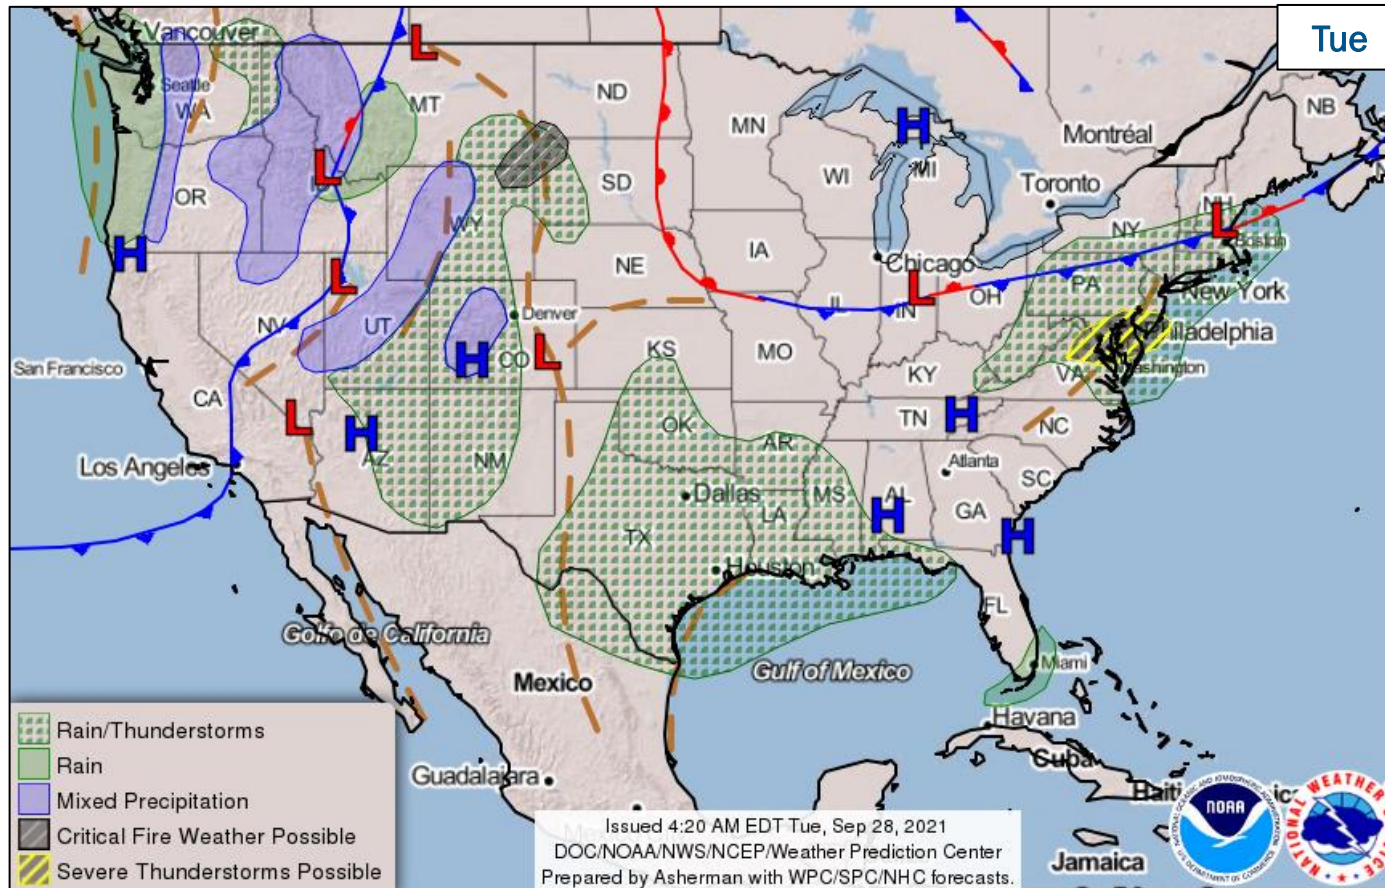 Tue
Vancouver
Seattle
WA
MT
ND
MN
Montréal
NB
OR
SD
WI
MI
Toronto
NH
WY
IA
NY
Boston
NE
Chicago
PA
New York
NV
UT
Denver
IL
IN
OH
Philadelphia
San Francisco
CO
KS
MO
VA
Washington
CA
KY
TN
NC
Los Angeles
AZ
NM
OK
AR
Atlanta
SC
Dallas
MS
AL
GA
TX
LA
Houston
FL
Golfo de California
Gulf of Mexico
Miami
Mexico
Havana
Cuba
Guadalajara
Jamaica
H
H
H
H
H
H
H
L
L
L
L
L
L
L
Rain/Thunderstorms
Rain
Mixed Precipitation
Critical Fire Weather Possible
Severe Thunderstorms Possible
Issued 4:20 AM EDT Tue, Sep 28, 2021
DOC/NOAA/NWS/NCEP/Weather Prediction Center
Prepared by Asherman with WPC/SPC/NHC forecasts.
NOAA
NATIONAL WEATHER